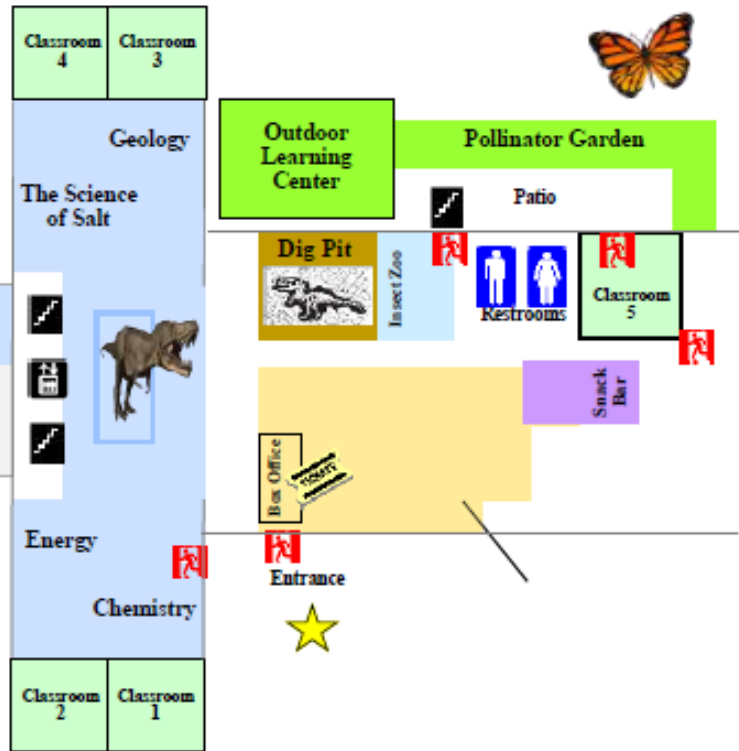 Classroom
4
Classroom
3
Geology
Outdoor
Learning
Center
Pollinator Garden
The Science
of Salt
Patio
Dig Pit
Insect Zoo
Restrooms
Classroom
5
Snack
Bar
Box Office
TICKETS
Energy
Entrance
Chemistry
Classroom
2
Classroom
1